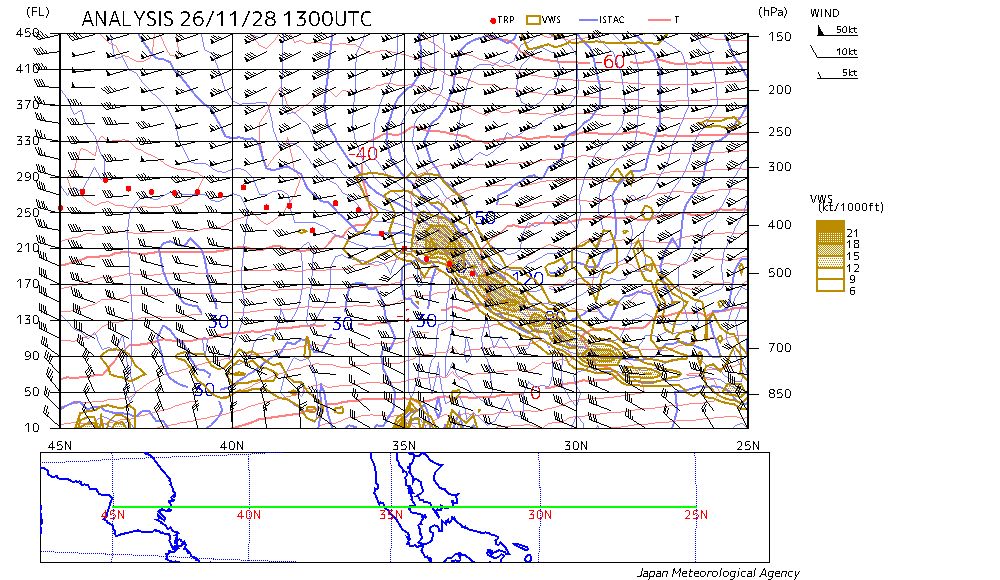 ANALYSIS 26/11/28 1300UTC
TRP VWS ISTAC T
(FL) (hPa) WIND
450 150
50kt
410
10kt
5kt
370 200
330 250
290 300
250
210 400
170 500
130
90 700
50 850
10
-60
-40
50
120
30 30 -30
30
0
45N 40N 35N 30N 25N
VWS
(kt/1000ft)
21
18
15
12
9
6
45N 40N 35N 30N 25N
Japan Meteorological Agency